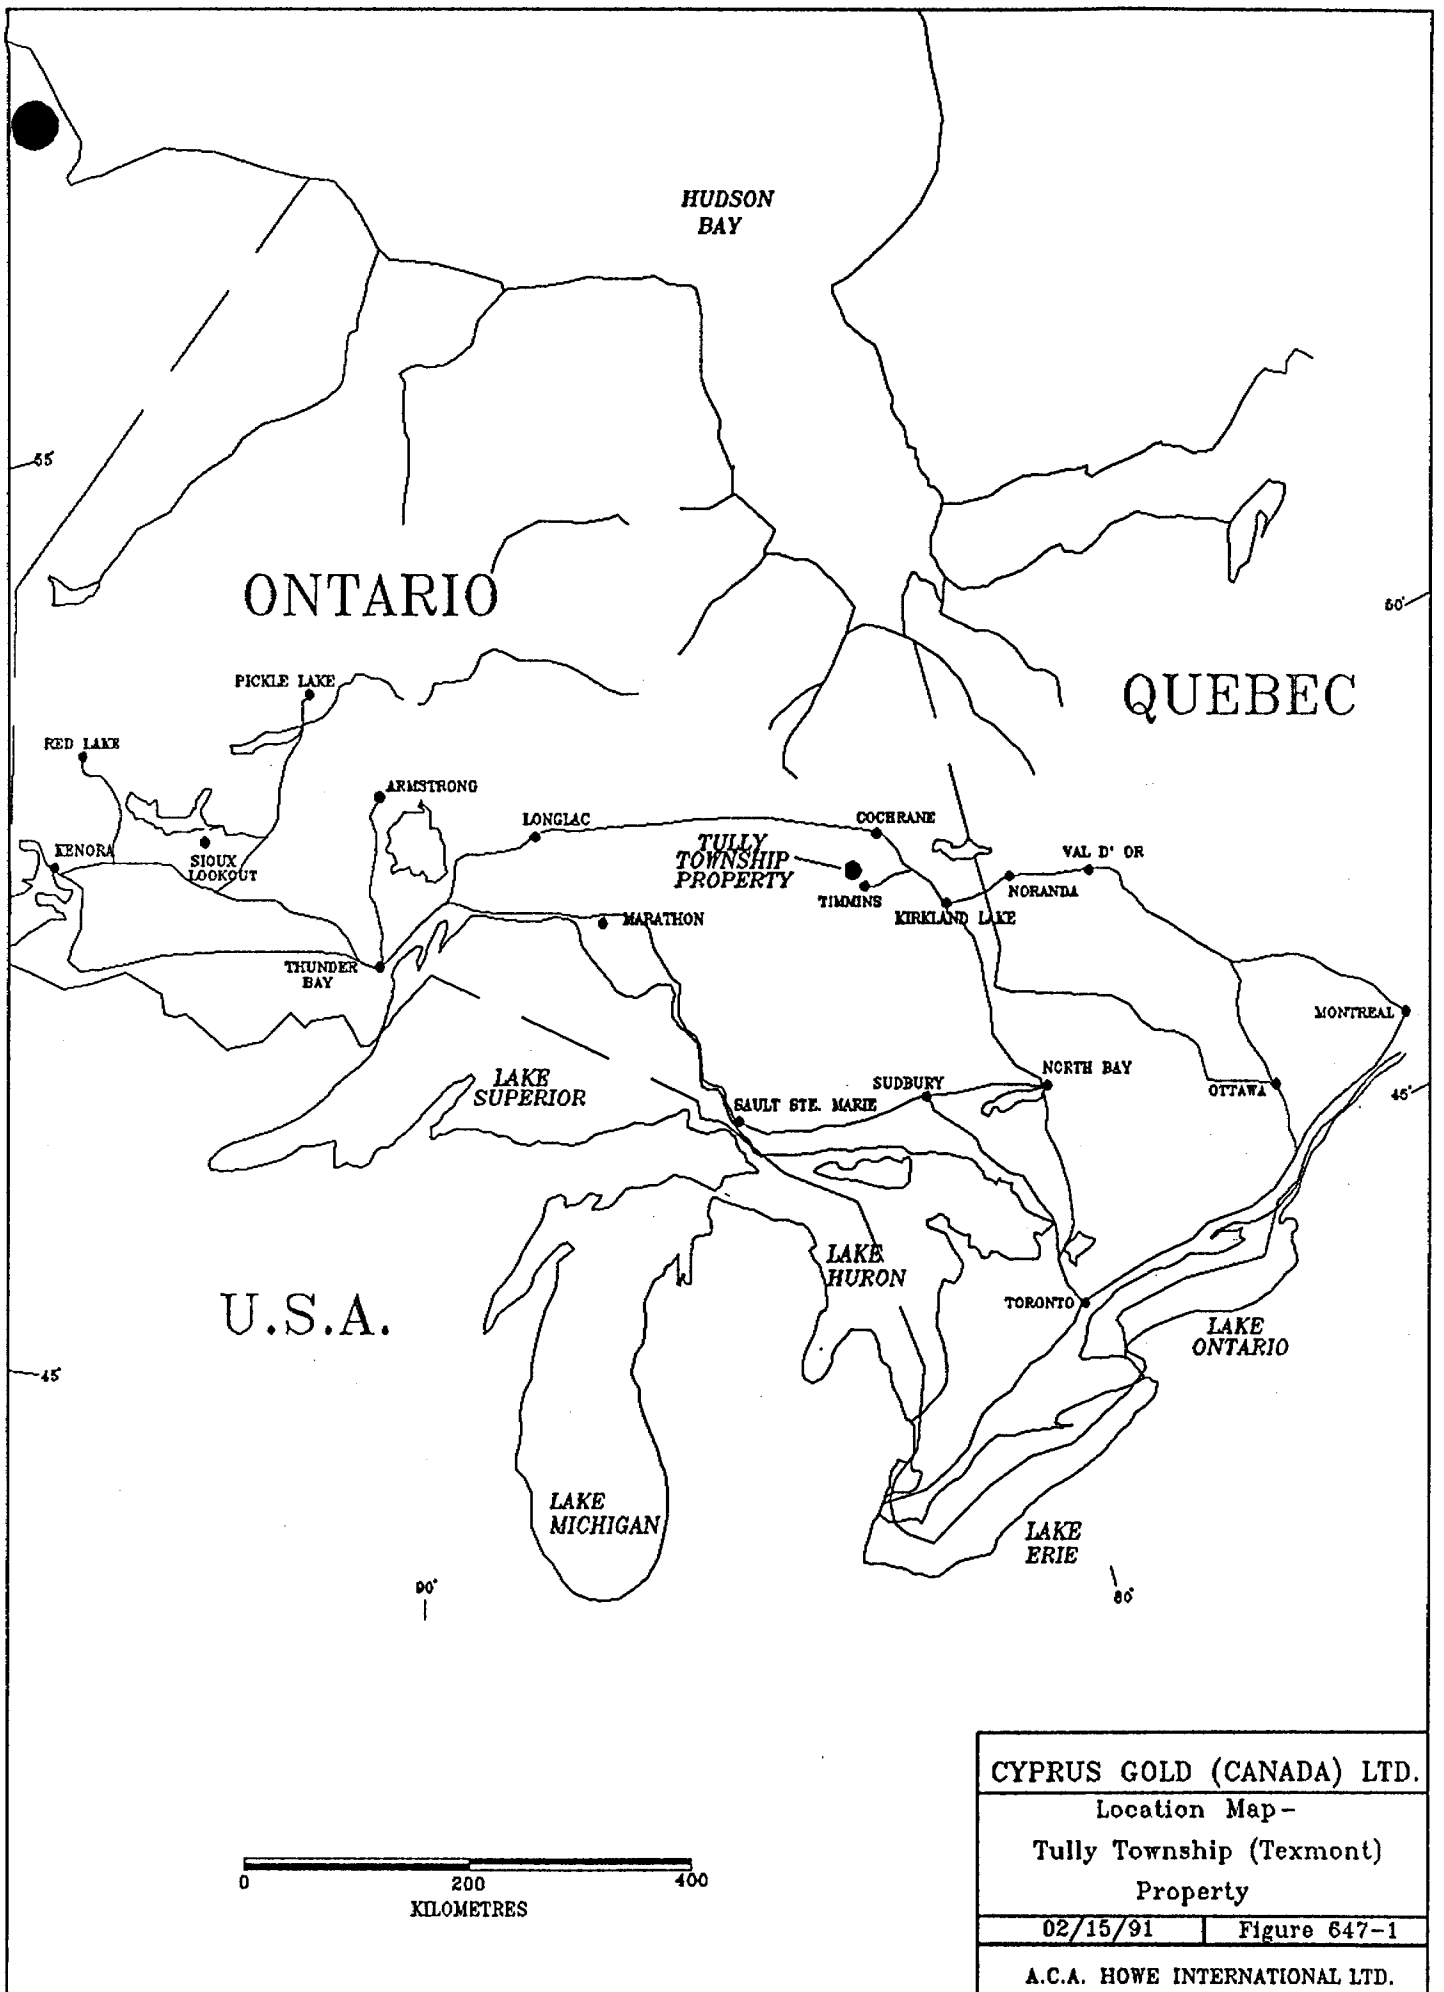 HUDSON
BAY
55°
ONTARIO
50°
QUEBEC
PICKLE LAKE
RED LAKE
ARMSTRONG
LONGLAC
COCHRANE
TULLY
TOWNSHIP
PROPERTY
KENORA
SIOUX
LOOKOUT
VAL D' OR
NORANDA
TIMMINS
KIRKLAND LAKE
MARATHON
THUNDER
BAY
MONTREAL
LAKE
SUPERIOR
SUDBURY
NORTH BAY
OTTAWA
45°
SAULT STE. MARIE
LAKE
HURON
U.S.A.
TORONTO
LAKE
ONTARIO
45°
LAKE
MICHIGAN
LAKE
ERIE
90°
80°
0 200 400
KILOMETRES
CYPRUS GOLD (CANADA) LTD.
Location Map-
Tully Township (Texmont)
Property
02/15/91 Figure 647-1
A.C.A. HOWE INTERNATIONAL LTD.